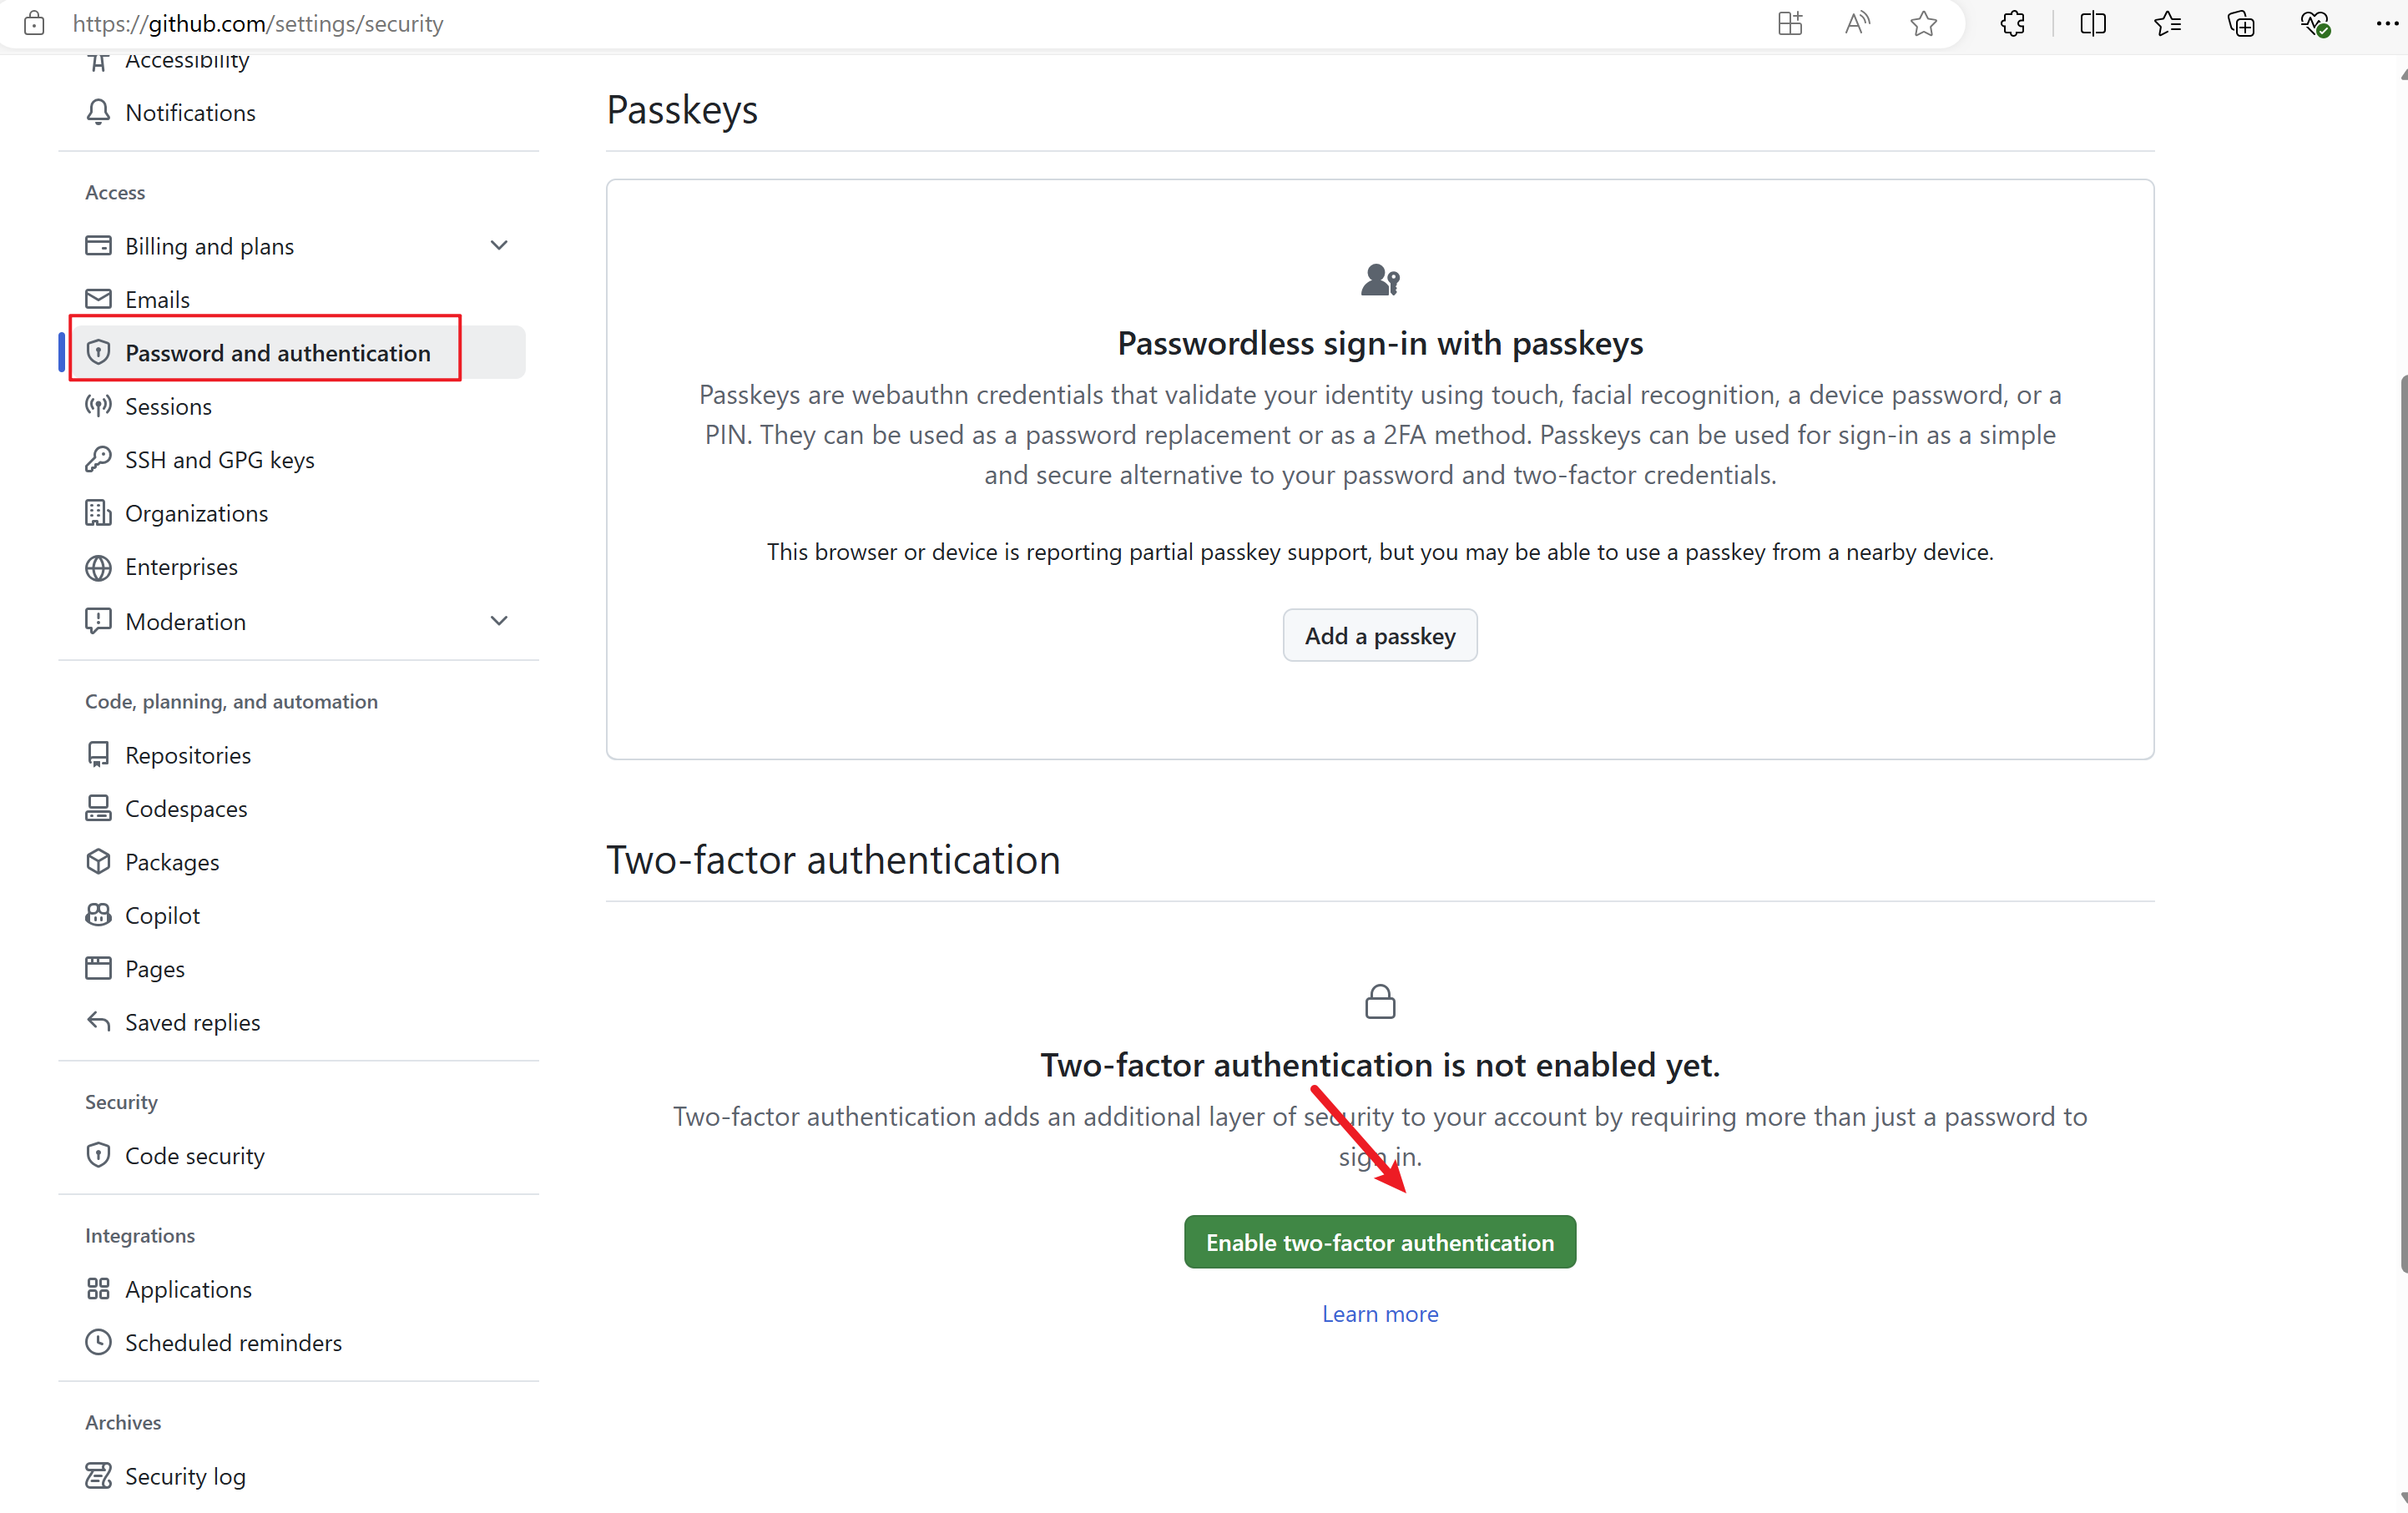 https://github.com/settings/security
Accessibility
Notifications
Access
Billing and plans
Emails
Password and authentication
Sessions
SSH and GPG keys
Organizations
Enterprises
Moderation
Code, planning, and automation
Repositories
Codespaces
Packages
Copilot
Pages
Saved replies
Security
Code security
Integrations
Applications
Scheduled reminders
Archives
Security log
Passkeys
Passwordless sign-in with passkeys
Passkeys are webauthn credentials that validate your identity using touch, facial recognition, a device password, or a
PIN. They can be used as a password replacement or as a 2FA method. Passkeys can be used for sign-in as a simple
and secure alternative to your password and two-factor credentials.
This browser or device is reporting partial passkey support, but you may be able to use a passkey from a nearby device.
Add a passkey
Two-factor authentication
Two-factor authentication is not enabled yet.
Two-factor authentication adds an additional layer of security to your account by requiring more than just a password to
sign in.
Enable two-factor authentication
Learn more